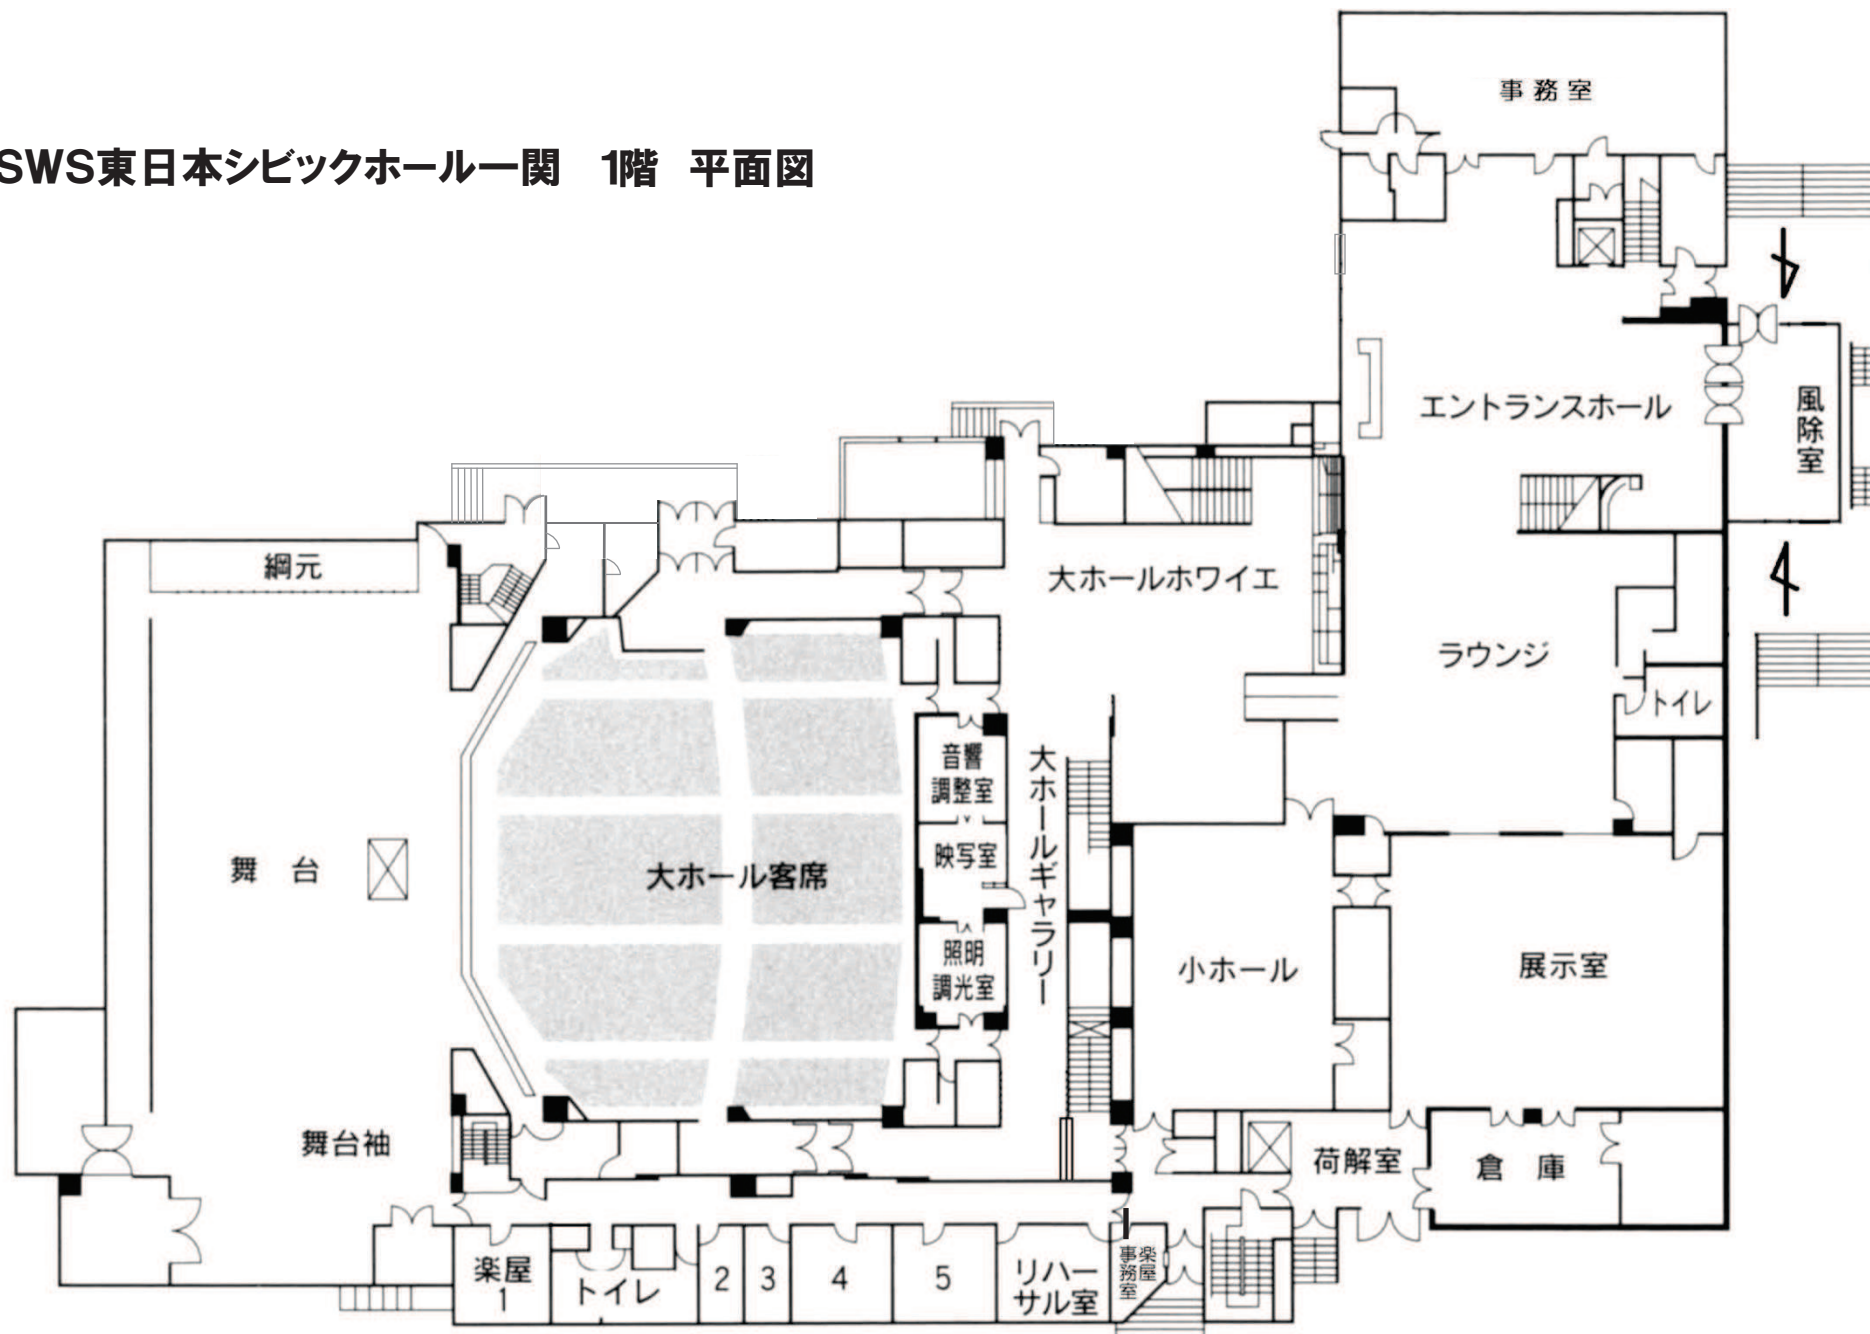 SWS東日本シビックホール一関　1階　平面図
事務室
エントランスホール
風除室
綱元
大ホールホワイエ
ラウンジ
トイレ
音響
調整室
大ホールギャラリー
映写室
舞　台
大ホール客席
照明
調光室
小ホール
展示室
舞台袖
荷解室
倉　庫
楽屋
1
トイレ
2
3
4
5
リハー
サル室
楽屋
事務室